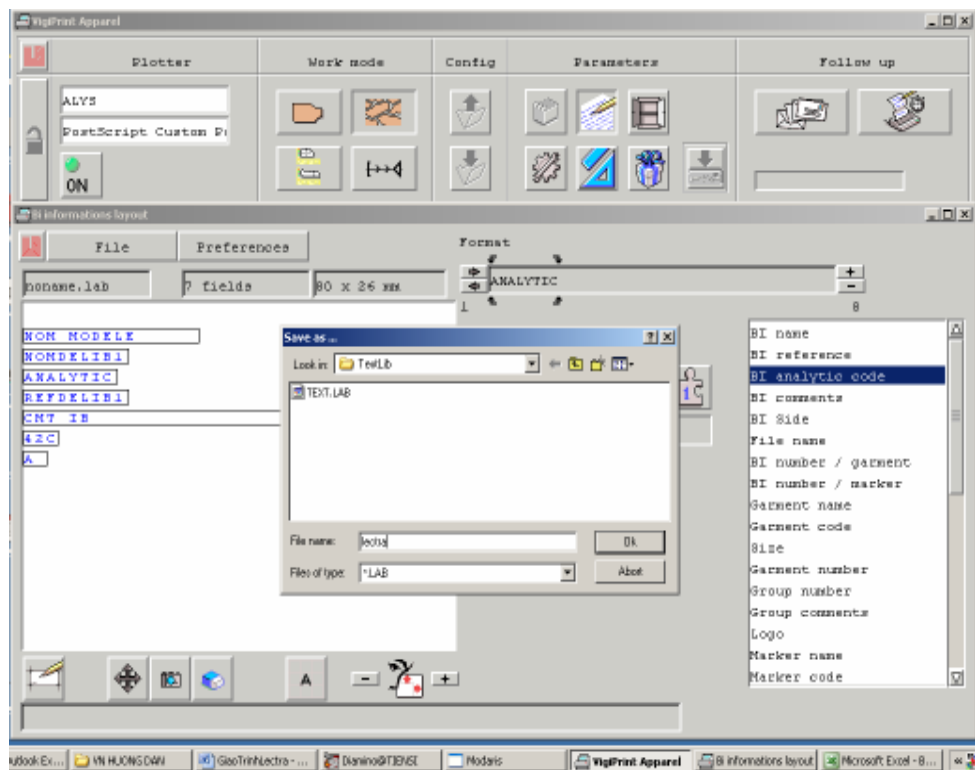 VigiPrint Apparel
Plotter
Work mode
Config
Parameters
Follow up
ALYS
PostScript Custom P
ON
Bi informations layout
File
Preferences
Format
noname.lab
7 fields
80 x 26 mm
ANALYTIC
1
8
NOM MODELE
NOMDELIB1
ANALYTIC
REFDELIB1
CMT IB
42C
A
Save as ...
Look in:
TextLib
TEXT.LAB
File name:
lectra
Ok
Files of type:
*.LAB
Abort
1
BI name
BI reference
BI analytic code
BI comments
BI Side
File name
BI number / garment
BI number / marker
Garment name
Garment code
Size
Garment number
Group number
Group comments
Logo
Marker name
Marker code
A
utlook Ex...
VN HUONG DAN
GiaoTrinhLectra - ...
Diamino@TIENSI
Modaris
VigiPrint Apparel
Bi informations layout
Microsoft Excel - B...